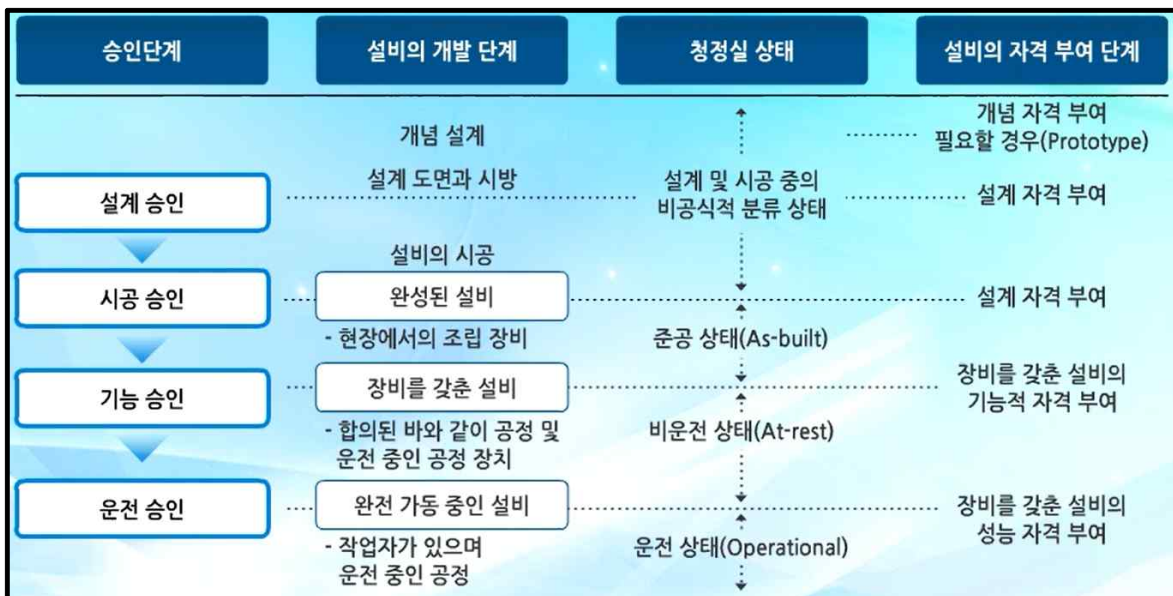 승인단계
설비의 개발 단계
청정실 상태
설비의 자격 부여 단계
개념 설계
개념 자격 부여
필요할 경우(Prototype)
설계 승인
설계 도면과 시방
설계 및 시공 중의
비공식적 분류 상태
설계 자격 부여
설비의 시공
시공 승인
완성된 설비
설계 자격 부여
- 현장에서의 조립 장비
준공 상태(As-built)
기능 승인
장비를 갖춘 설비
장비를 갖춘 설비의
기능적 자격 부여
- 합의된 바와 같이 공정 및
운전 중인 공정 장치
비운전 상태(At-rest)
운전 승인
완전 가동 중인 설비
장비를 갖춘 설비의
성능 자격 부여
- 작업자가 있으며
운전 중인 공정
운전 상태(Operational)